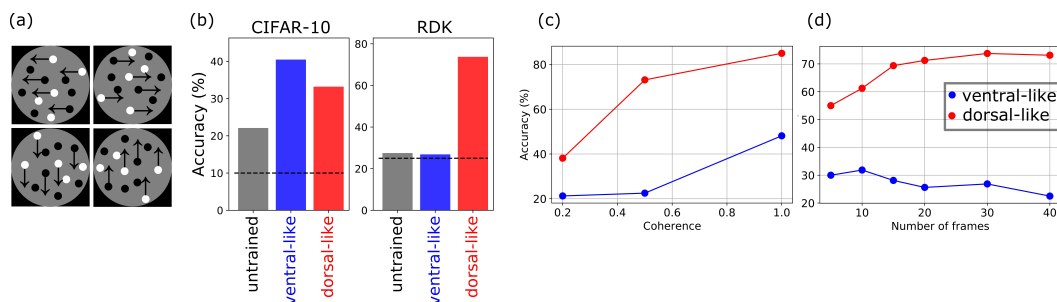 (a)
(b)
CIFAR-10
RDK
Accuracy (%)
40
30
20
10
0
80
60
40
20
0
untrained
ventral-like
dorsal-like
untrained
ventral-like
dorsal-like
(c)
Accuracy (%)
80
60
40
20
0.2
0.4
0.6
0.8
1.0
Coherence
(d)
70
60
50
40
30
20
10
20
30
40
Number of frames
ventral-like
dorsal-like